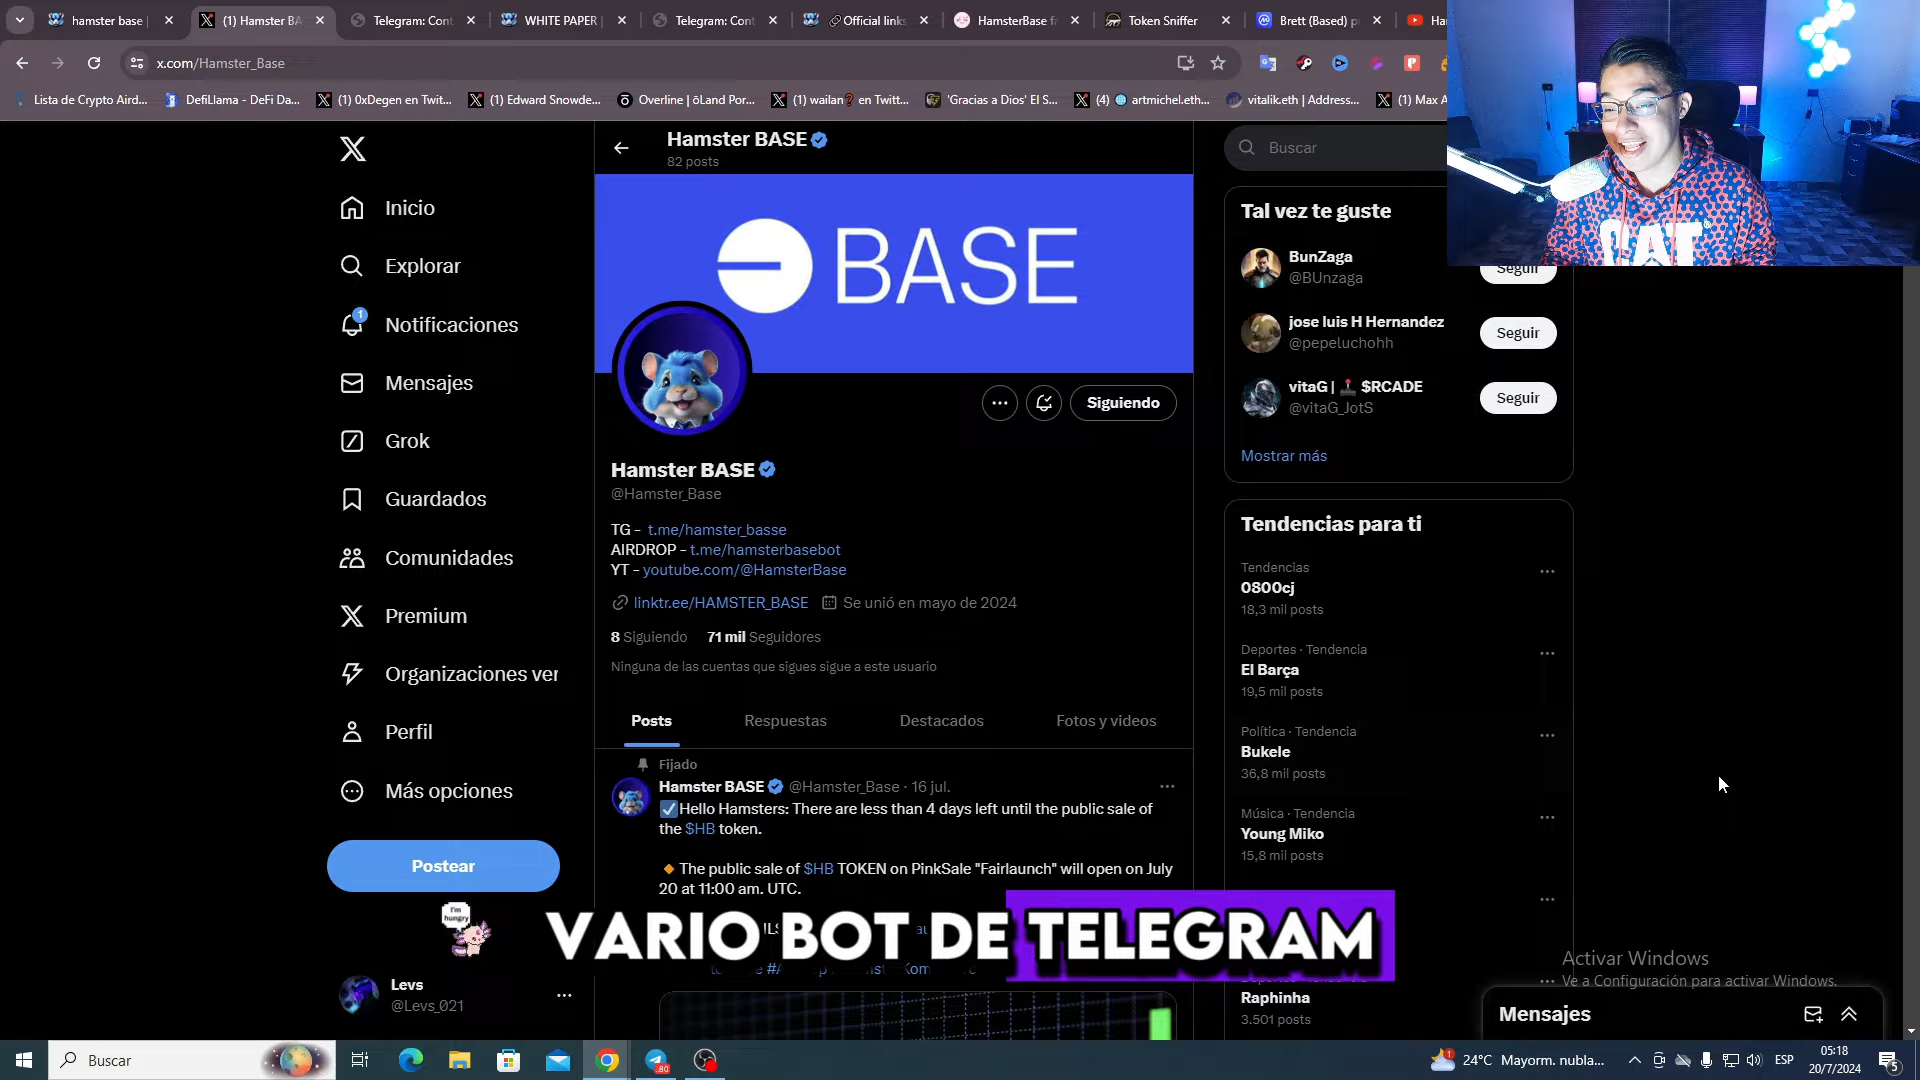 hamster base |
(1) Hamster BA
Telegram: Cont
WHITE PAPER |
Telegram: Cont
Official links
HamsterBase fa
Token Sniffer
Brett (Based) p
Ha
x.com/Hamster_Base
Lista de Crypto Aird...
DefiLlama - DeFi Da...
(1) 0xDegen en Twit...
(1) Edward Snowde...
Overline | ōLand Por...
(1) wailan❓ en Twitt...
'Gracias a Dios' El S...
(4) 🌐 artmichel.eth...
vitalik.eth | Address...
(1) Max A
Hamster BASE
82 posts
Buscar
Inicio
Explorar
1
Notificaciones
Mensajes
Grok
Guardados
Comunidades
Premium
Organizaciones ver
Perfil
Más opciones
Postear
I'm hungry
Levs
@Levs_021
BASE
Siguiendo
Hamster BASE
@Hamster_Base
TG - t.me/hamster_basse
AIRDROP - t.me/hamsterbasebot
YT - youtube.com/@HamsterBase
linktr.ee/HAMSTER_BASE Se unió en mayo de 2024
8 Siguiendo 71 mil Seguidores
Ninguna de las cuentas que sigues sigue a este usuario
Posts Respuestas Destacados Fotos y videos
Fijado
Hamster BASE @Hamster_Base · 16 jul.
☑Hello Hamsters: There are less than 4 days left until the public sale of
the $HB token.
🔸 The public sale of $HB TOKEN on PinkSale "Fairlaunch" will open on July
20 at 11:00 am. UTC.
VARIO BOT DE TELEGRAM
Tal vez te guste
BunZaga
@BUnzaga
Seguir
jose luis H Hernandez
@pepeluchohh
Seguir
vitaG | 🕹 $RCADE
@vitaG_JotS
Seguir
Mostrar más
Tendencias para ti
Tendencias
0800cj
18,3 mil posts
Deportes · Tendencia
El Barça
19,5 mil posts
Política · Tendencia
Bukele
36,8 mil posts
Música · Tendencia
Young Miko
15,8 mil posts
Raphinha
3.501 posts
CAT
Activar Windows
Ve a Configuración para activar Windows.
Mensajes
Buscar
80
1
24°C Mayorm. nubla...
ESP
05:18
20/7/2024
5